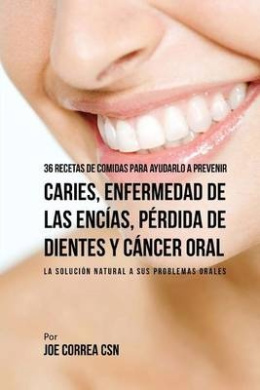 36 RECETAS DE COMIDAS PARA AYUDARLO A PREVENIR
CARIES, ENFERMEDAD DE
LAS ENCÍAS, PÉRDIDA DE
DIENTES Y CÁNCER ORAL
LA SOLUCIÓN NATURAL A SUS PROBLEMAS ORALES
Por
JOE CORREA CSN